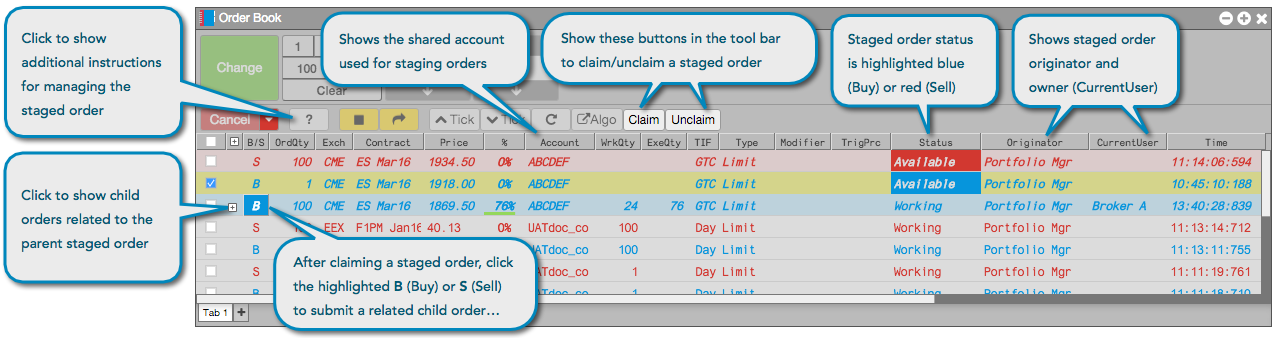 Order Book
Click to show
additional instructions
for managing the
staged order
Shows the shared account
used for staging orders
Show these buttons in the tool bar
to claim/unclaim a staged order
Staged order status
is highlighted blue
(Buy) or red (Sell)
Shows staged order
originator and
owner (CurrentUser)
Change
1
100
Clear
Cancel ? Tick Tick Algo Claim Unclaim
B/S OrdQty Exch Contract Price % Account WrkQty ExeQty TIF Type Modifier TrigPrc Status Originator CurrentUser Time
S 100 CME ES Mar16 1934.50 0% ABCDEF GTC Limit Available Portfolio Mgr 11:14:06:594
B 1 CME ES Mar16 1918.00 0% ABCDEF GTC Limit Available Portfolio Mgr 10:45:10:188
B 100 CME ES Mar16 1869.50 76% ABCDEF 24 76 GTC Limit Working Portfolio Mgr Broker A 13:40:28:839
S EEX F1PM Jan16 40.13 0% UATdoc_co 100 Day Limit Working Portfolio Mgr 11:13:14:712
B 100 Day Limit Working Portfolio Mgr 11:13:11:755
S 1 Day Limit Working Portfolio Mgr 11:11:19:761
Click to show child
orders related to the
parent staged order
After claiming a staged order, click
the highlighted B (Buy) or S (Sell)
to submit a related child order…
Tab 1 +